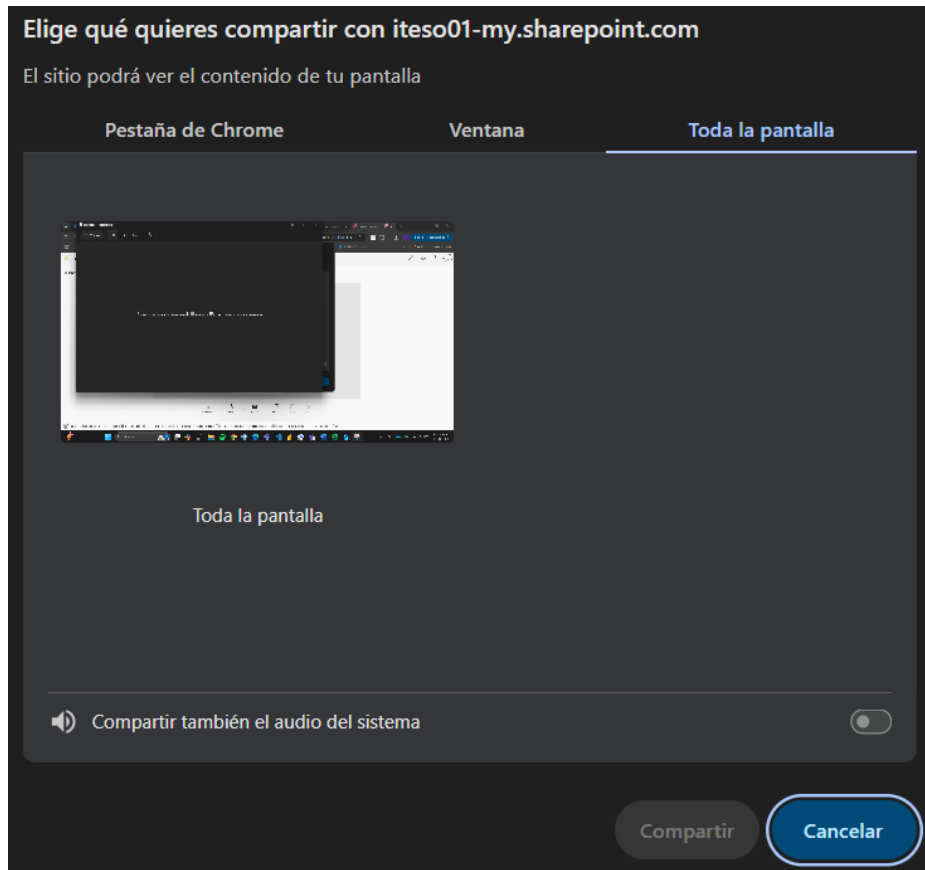 Elige qué quieres compartir con iteso01-my.sharepoint.com
El sitio podrá ver el contenido de tu pantalla
Pestaña de Chrome
Ventana
Toda la pantalla
Toda la pantalla
Compartir también el audio del sistema
Compartir
Cancelar